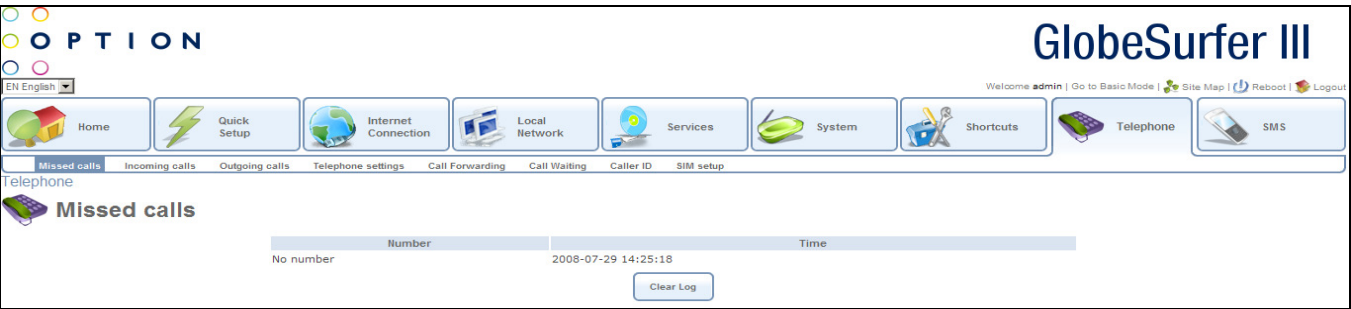 OPTION
GlobeSurfer III
EN English
Welcome admin | Go to Basic Mode | Site Map | Reboot | Logout
Home
Quick Setup
Internet Connection
Local Network
Services
System
Shortcuts
Telephone
SMS
Missed calls Incoming calls Outgoing calls Telephone settings Call Forwarding Call Waiting Caller ID SIM setup
Telephone
Missed calls
Number Time
No number 2008-07-29 14:25:18
Clear Log